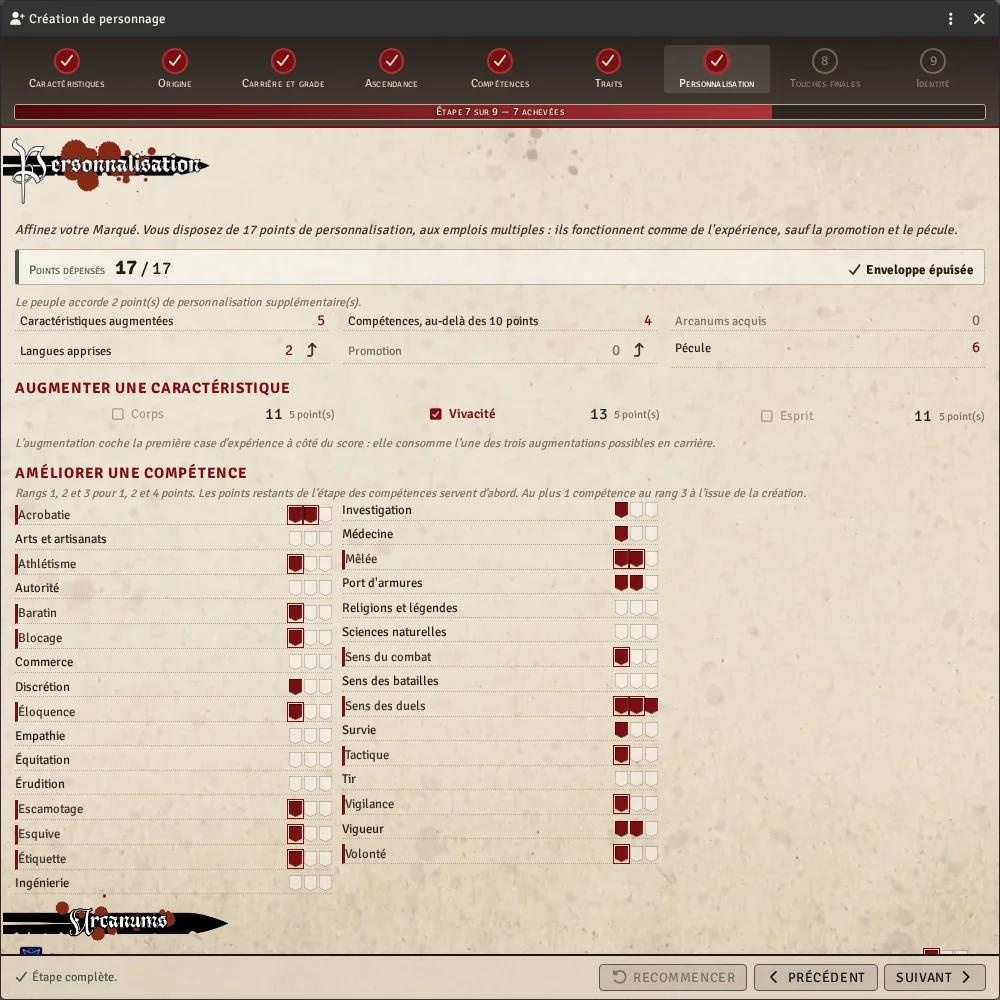 Création de personnage
Caractéristiques
Origine
Carrière et grade
Ascendance
Compétences
Traits
Personnalisation
8
Touches finales
9
Identité
Étape 7 sur 9 — 7 achevées
Personnalisation
Affinez votre Marqué. Vous disposez de 17 points de personnalisation, aux emplois multiples : ils fonctionnent comme de l'expérience, sauf la promotion et le pécule.
Points dépensés 17 / 17
Enveloppe épuisée
Le peuple accorde 2 point(s) de personnalisation supplémentaire(s).
Caractéristiques augmentées 5
Compétences, au-delà des 10 points 4
Arcanums acquis 0
Langues apprises 2
Promotion 0
Pécule 6
AUGMENTER UNE CARACTÉRISTIQUE
Corps 11 5 point(s)
Vivacité 13 5 point(s)
Esprit 11 5 point(s)
L'augmentation coche la première case d'expérience à côté du score : elle consomme l'une des trois augmentations possibles en carrière.
AMÉLIORER UNE COMPÉTENCE
Rangs 1, 2 et 3 pour 1, 2 et 4 points. Les points restants de l'étape des compétences servent d'abord. Au plus 1 compétence au rang 3 à l'issue de la création.
Acrobatie
Arts et artisanats
Athlétisme
Autorité
Baratin
Blocage
Commerce
Discrétion
Éloquence
Empathie
Équitation
Érudition
Escamotage
Esquive
Étiquette
Ingénierie
Investigation
Médecine
Mêlée
Port d'armures
Religions et légendes
Sciences naturelles
Sens du combat
Sens des batailles
Sens des duels
Survie
Tactique
Tir
Vigilance
Vigueur
Volonté
Arcanums
Étape complète.
RECOMMENCER
PRÉCÉDENT
SUIVANT